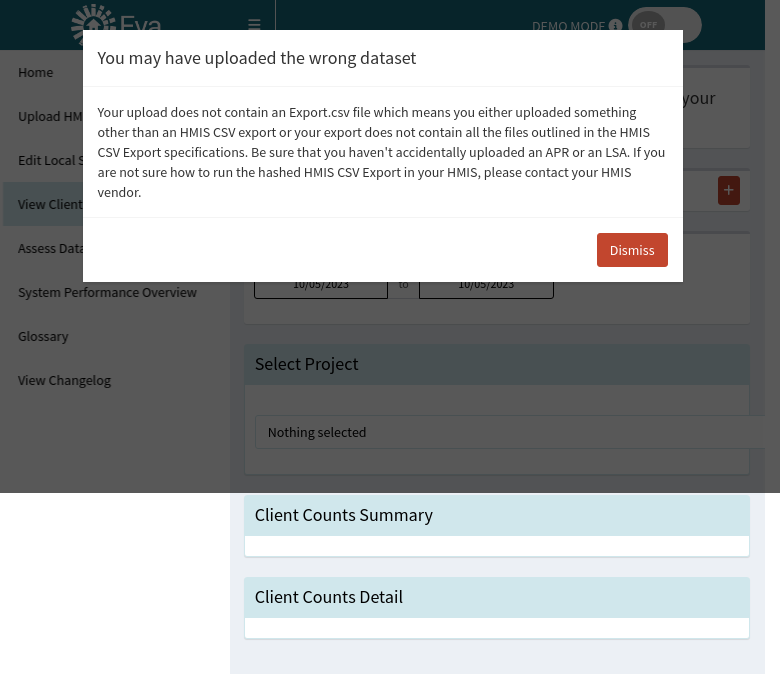 Eva
☰
DEMO MODE
OFF
You may have uploaded the wrong dataset
Your upload does not contain an Export.csv file which means you either uploaded something
other than an HMIS CSV export or your export does not contain all the files outlined in the HMIS
CSV Export specifications. Be sure that you haven't accidentally uploaded an APR or an LSA. If you
are not sure how to run the hashed HMIS CSV Export in your HMIS, please contact your HMIS
vendor.
Dismiss
Home
Upload HM
Edit Local S
View Client
Assess Data
System Performance Overview
Glossary
View Changelog
your
+
10/05/2023 to 10/05/2023
Select Project
Nothing selected
Client Counts Summary
Client Counts Detail